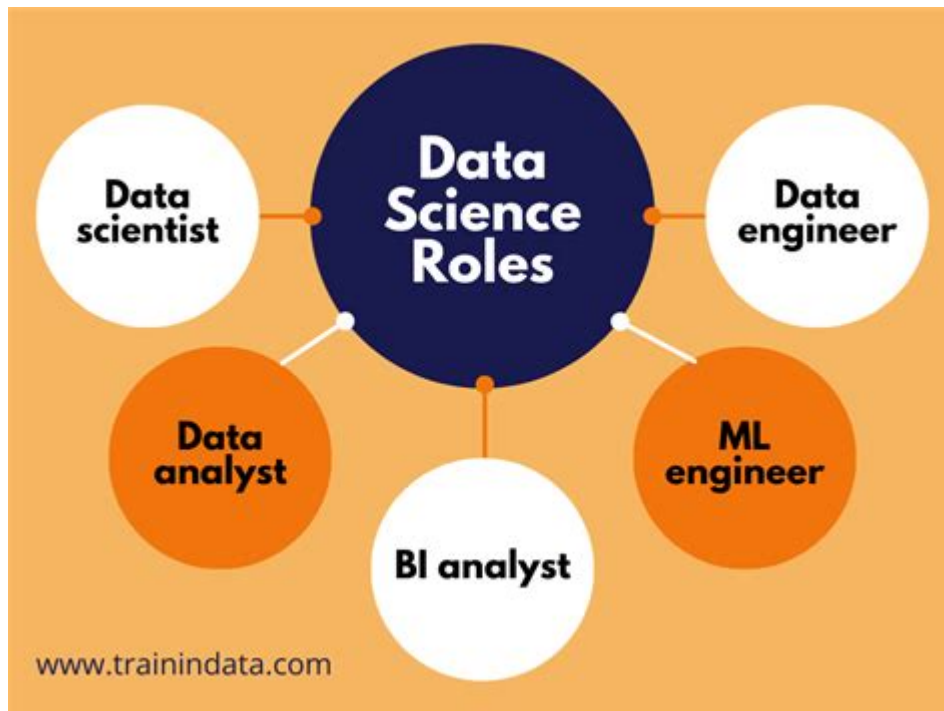 Data
Science
Roles
Data
scientist
Data
engineer
Data
analyst
ML
engineer
BI analyst
www.trainindata.com